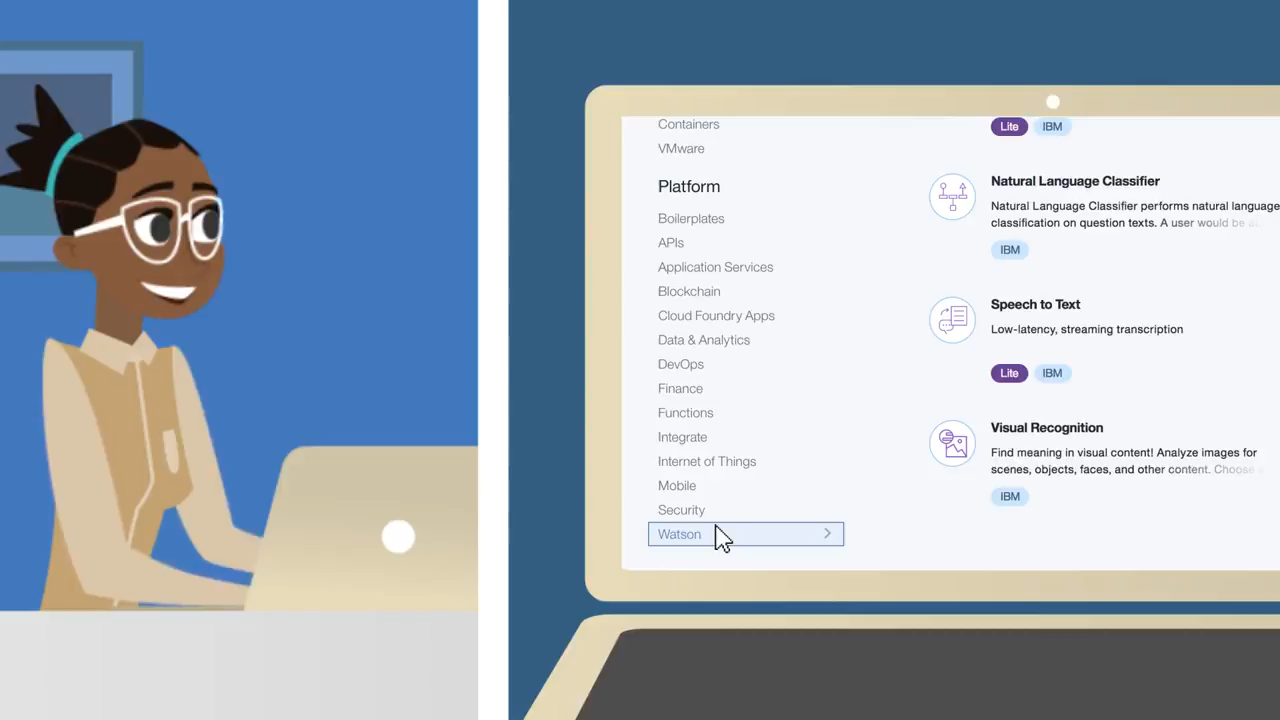 Containers
VMware
Platform
Boilerplates
APIs
Application Services
Blockchain
Cloud Foundry Apps
Data & Analytics
DevOps
Finance
Functions
Integrate
Internet of Things
Mobile
Security
Watson
Lite IBM
Natural Language Classifier
Natural Language Classifier performs natural language
classification on question texts. A user would be
IBM
Speech to Text
Low-latency, streaming transcription
Lite IBM
Visual Recognition
Find meaning in visual content! Analyze images for
scenes, objects, faces, and other content. Choose
IBM